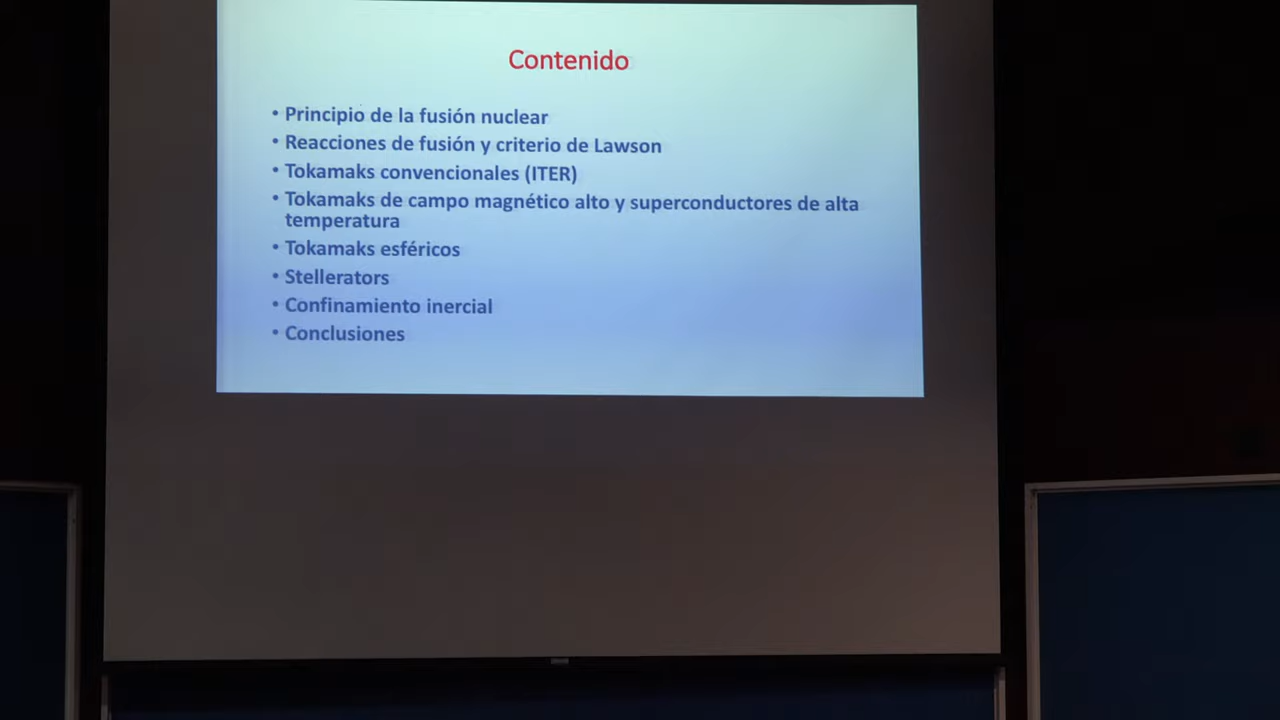 Contenido
• Principio de la fusión nuclear
• Reacciones de fusión y criterio de Lawson
• Tokamaks convencionales (ITER)
• Tokamaks de campo magnético alto y superconductores de alta
temperatura
• Tokamaks esféricos
• Stellerators
• Confinamiento inercial
• Conclusiones